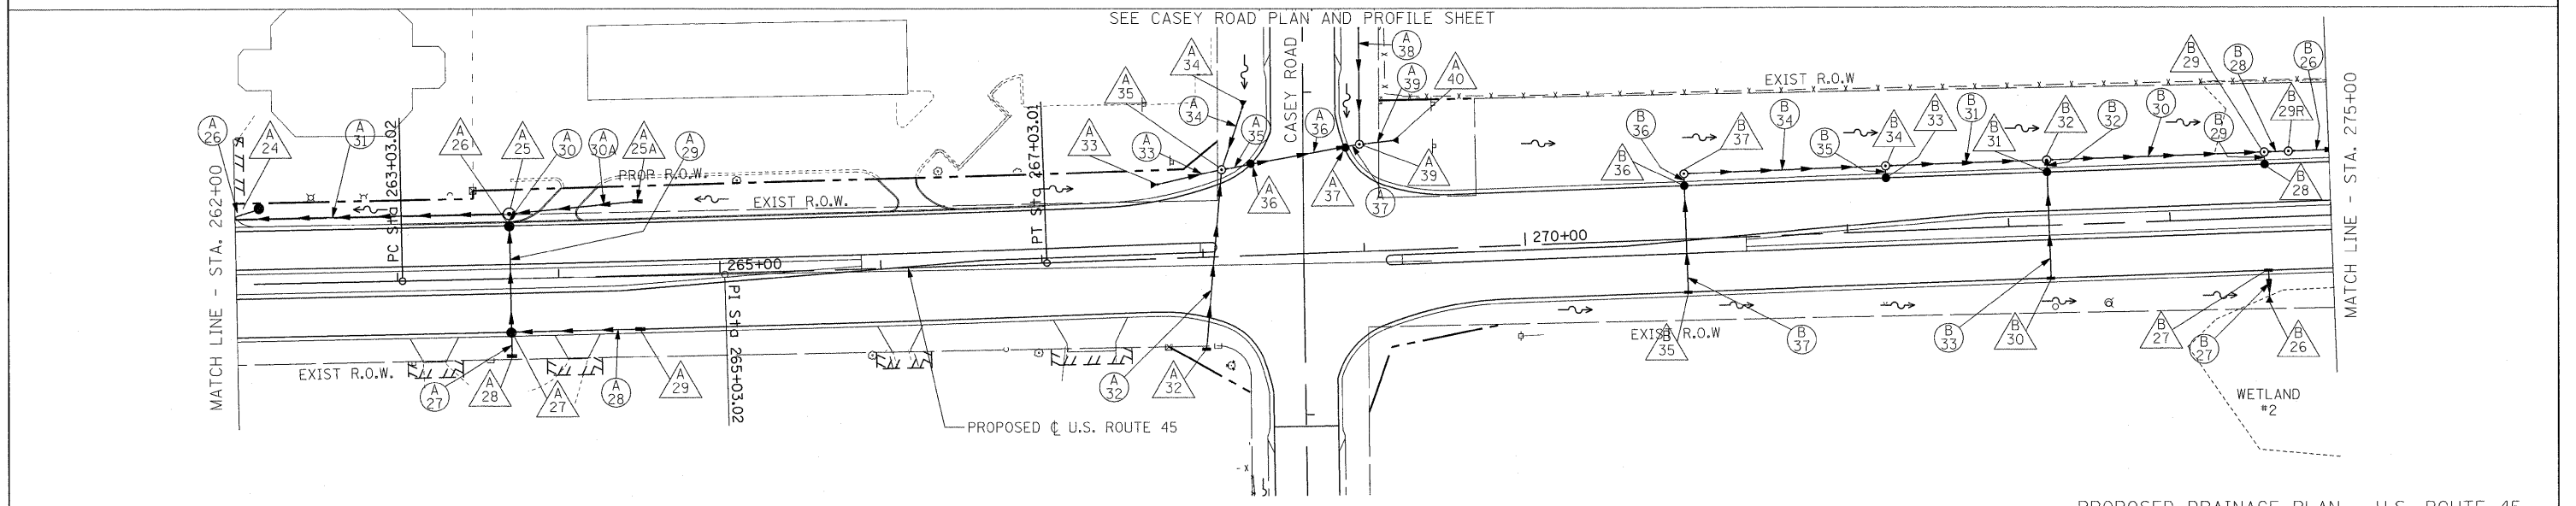 SEE CASEY ROAD PLAN AND PROFILE SHEET
CASEY ROAD
MATCH LINE - STA. 262+00
MATCH LINE - STA. 275+00
A 34
A 38
A 39
A 40
B 29
B 28
B 26
EXIST R.O.W
A 35
A 34
A 26
A 24
A 31
PC Sta 263+03.02
A 26
A 25
A 30
A 30A
A 25A
A 29
PT Sta 267+03.01
A 33
A 33
A 35
A 36
B 36
B 37
B 34
B 35
B 34
B 33
B 31
B 31
B 32
B 32
B 30
B 29
B 29R
PROP R.O.W.
EXIST R.O.W.
A 36
A 37
A 37
A 39
B 36
B 28
265+00
270+00
PI Sta 265+03.02
EXIST R.O.W.
A 27
A 28
A 27
A 28
A 29
A 32
A 32
EXIST R.O.W
B 35
B 37
B 33
B 30
B 27
B 27
B 26
WETLAND
#2
PROPOSED ℄ U.S. ROUTE 45
PROPOSED DRAINAGE PLAN - U.S. ROUTE 45